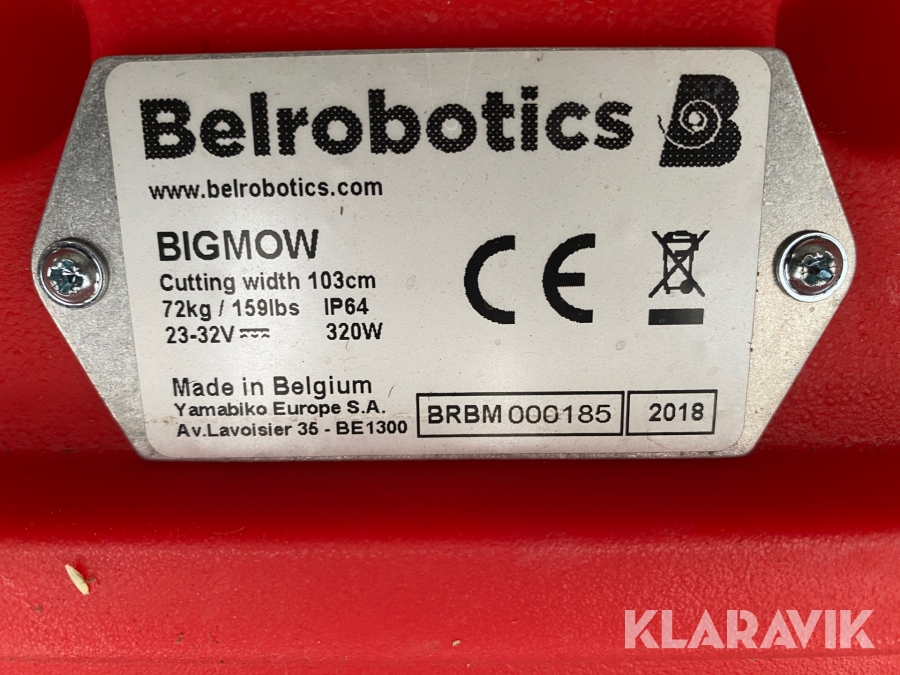 Belrobotics
www.belrobotics.com
BIGMOW
Cutting width 103cm
72kg / 159lbs IP64
23-32V 320W
CE
Made in Belgium
Yamabiko Europe S.A.
Av.Lavoisier 35 - BE1300
BRBM 000185 2018
KLARAVIK